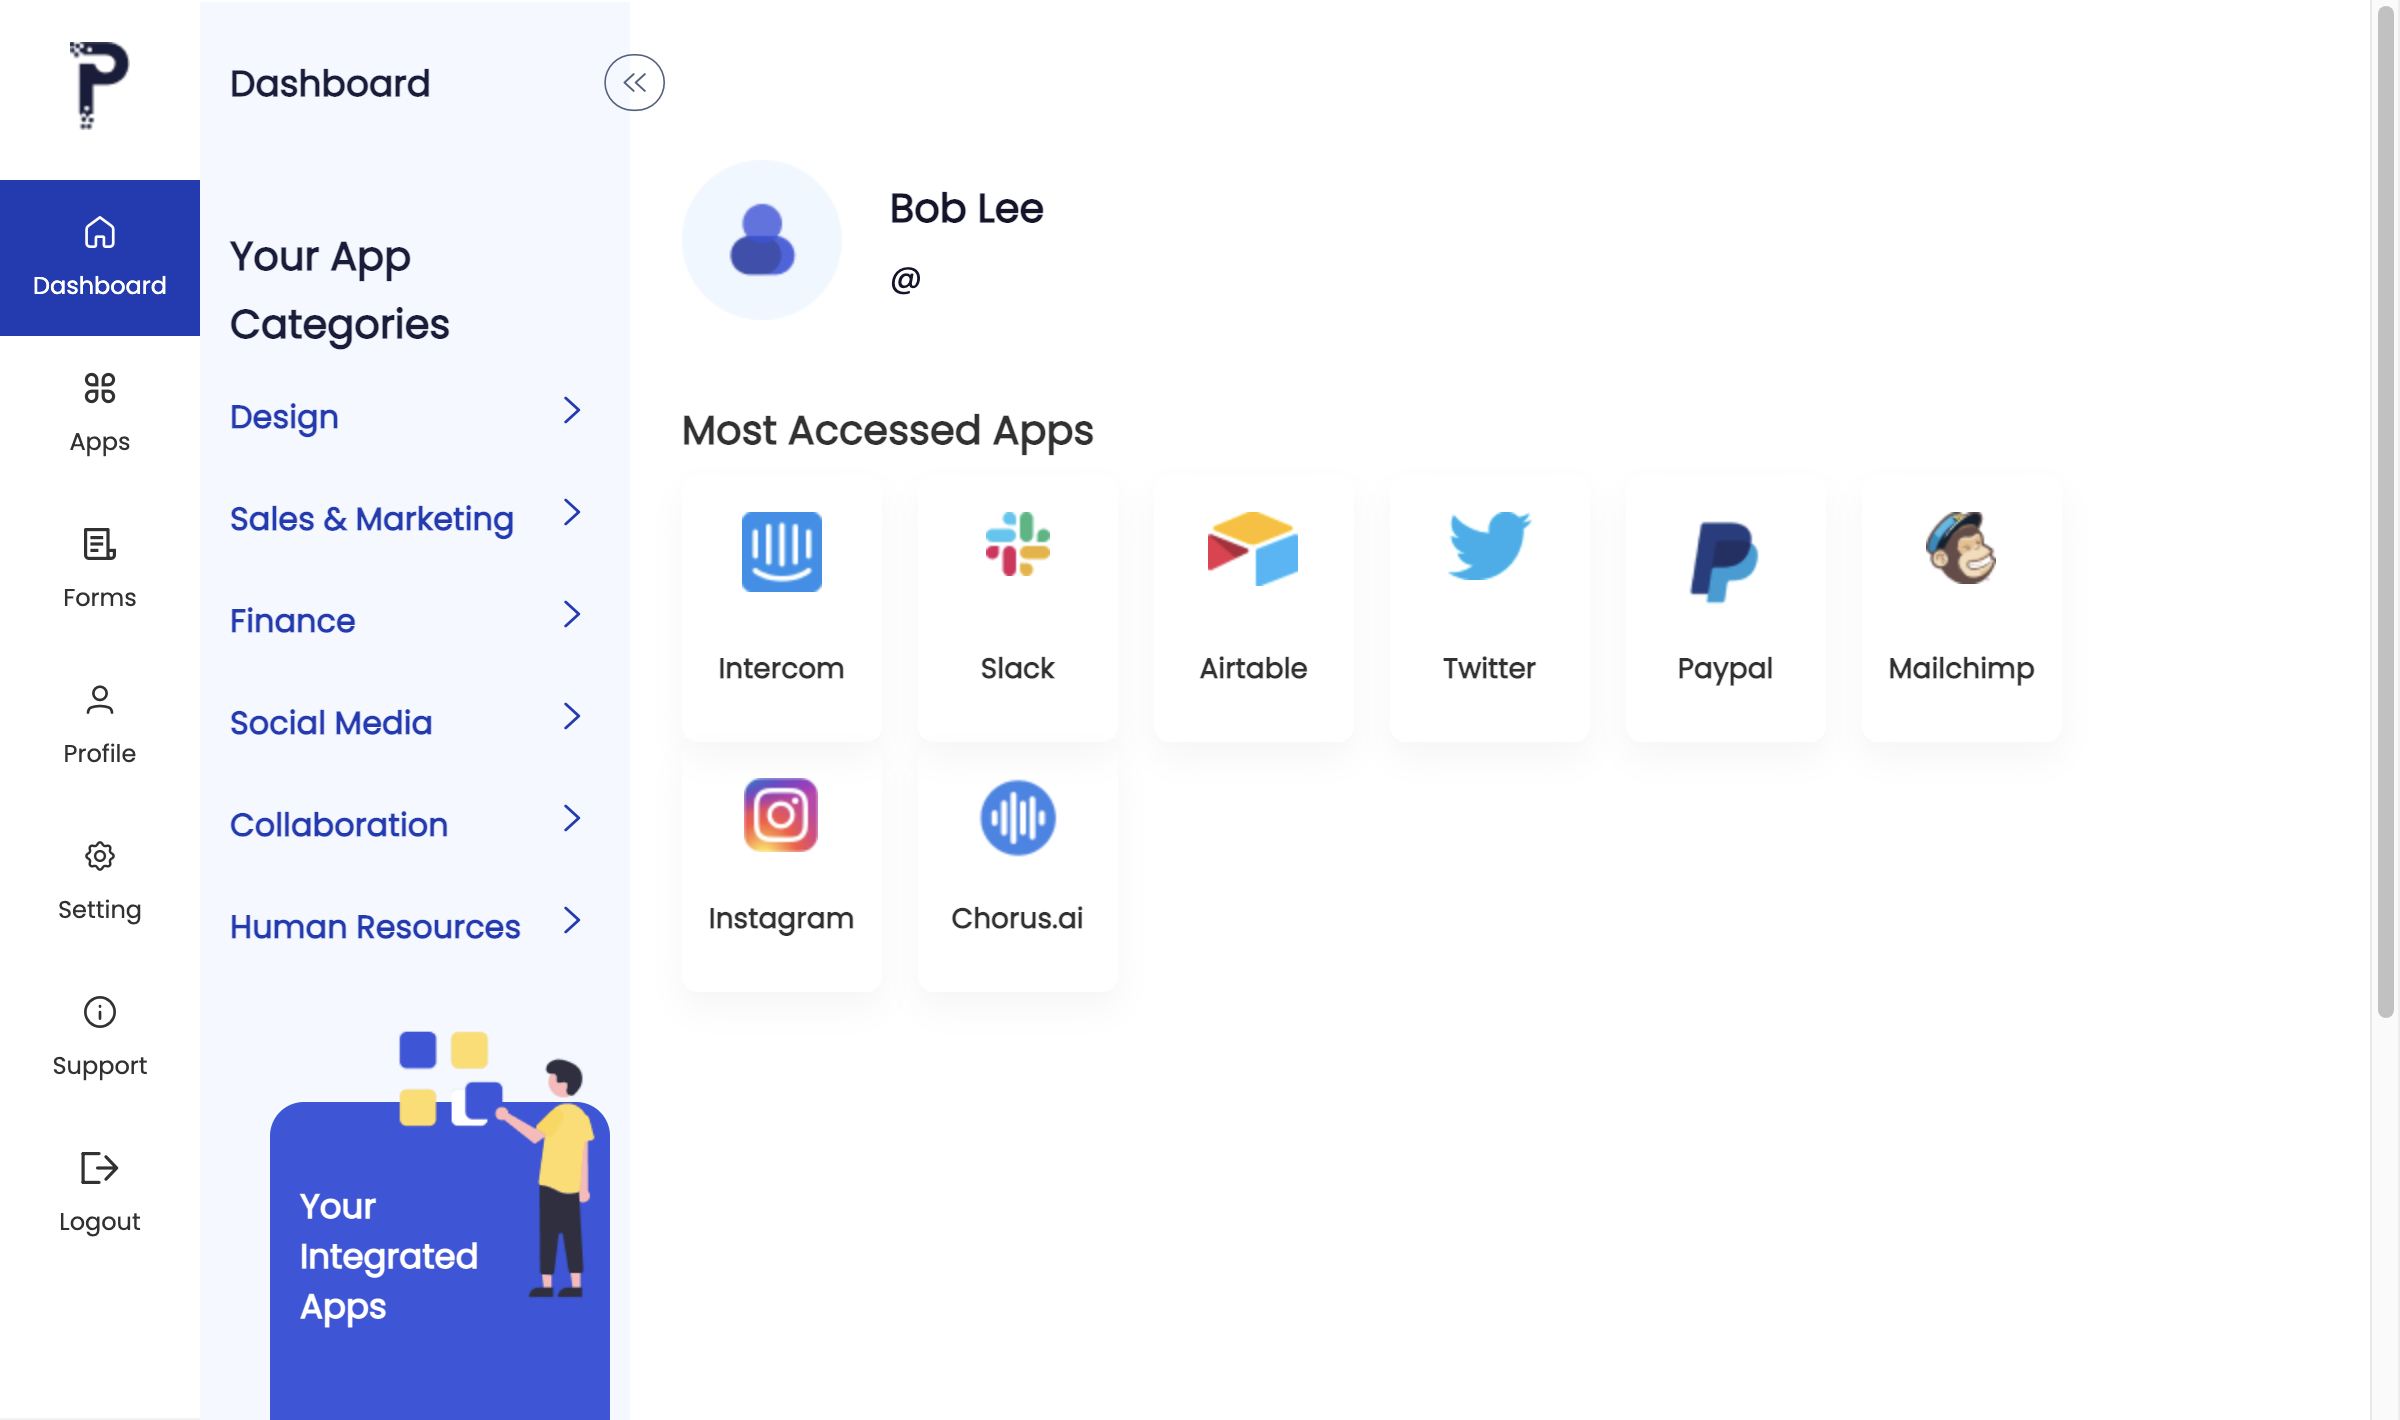 Dashboard
Apps
Forms
Profile
Setting
Support
Logout
Dashboard
Your App
Categories
Design
Sales & Marketing
Finance
Social Media
Collaboration
Human Resources
Your
Integrated
Apps
Bob Lee
@
Most Accessed Apps
Intercom
Slack
Airtable
Twitter
Paypal
Mailchimp
Instagram
Chorus.ai